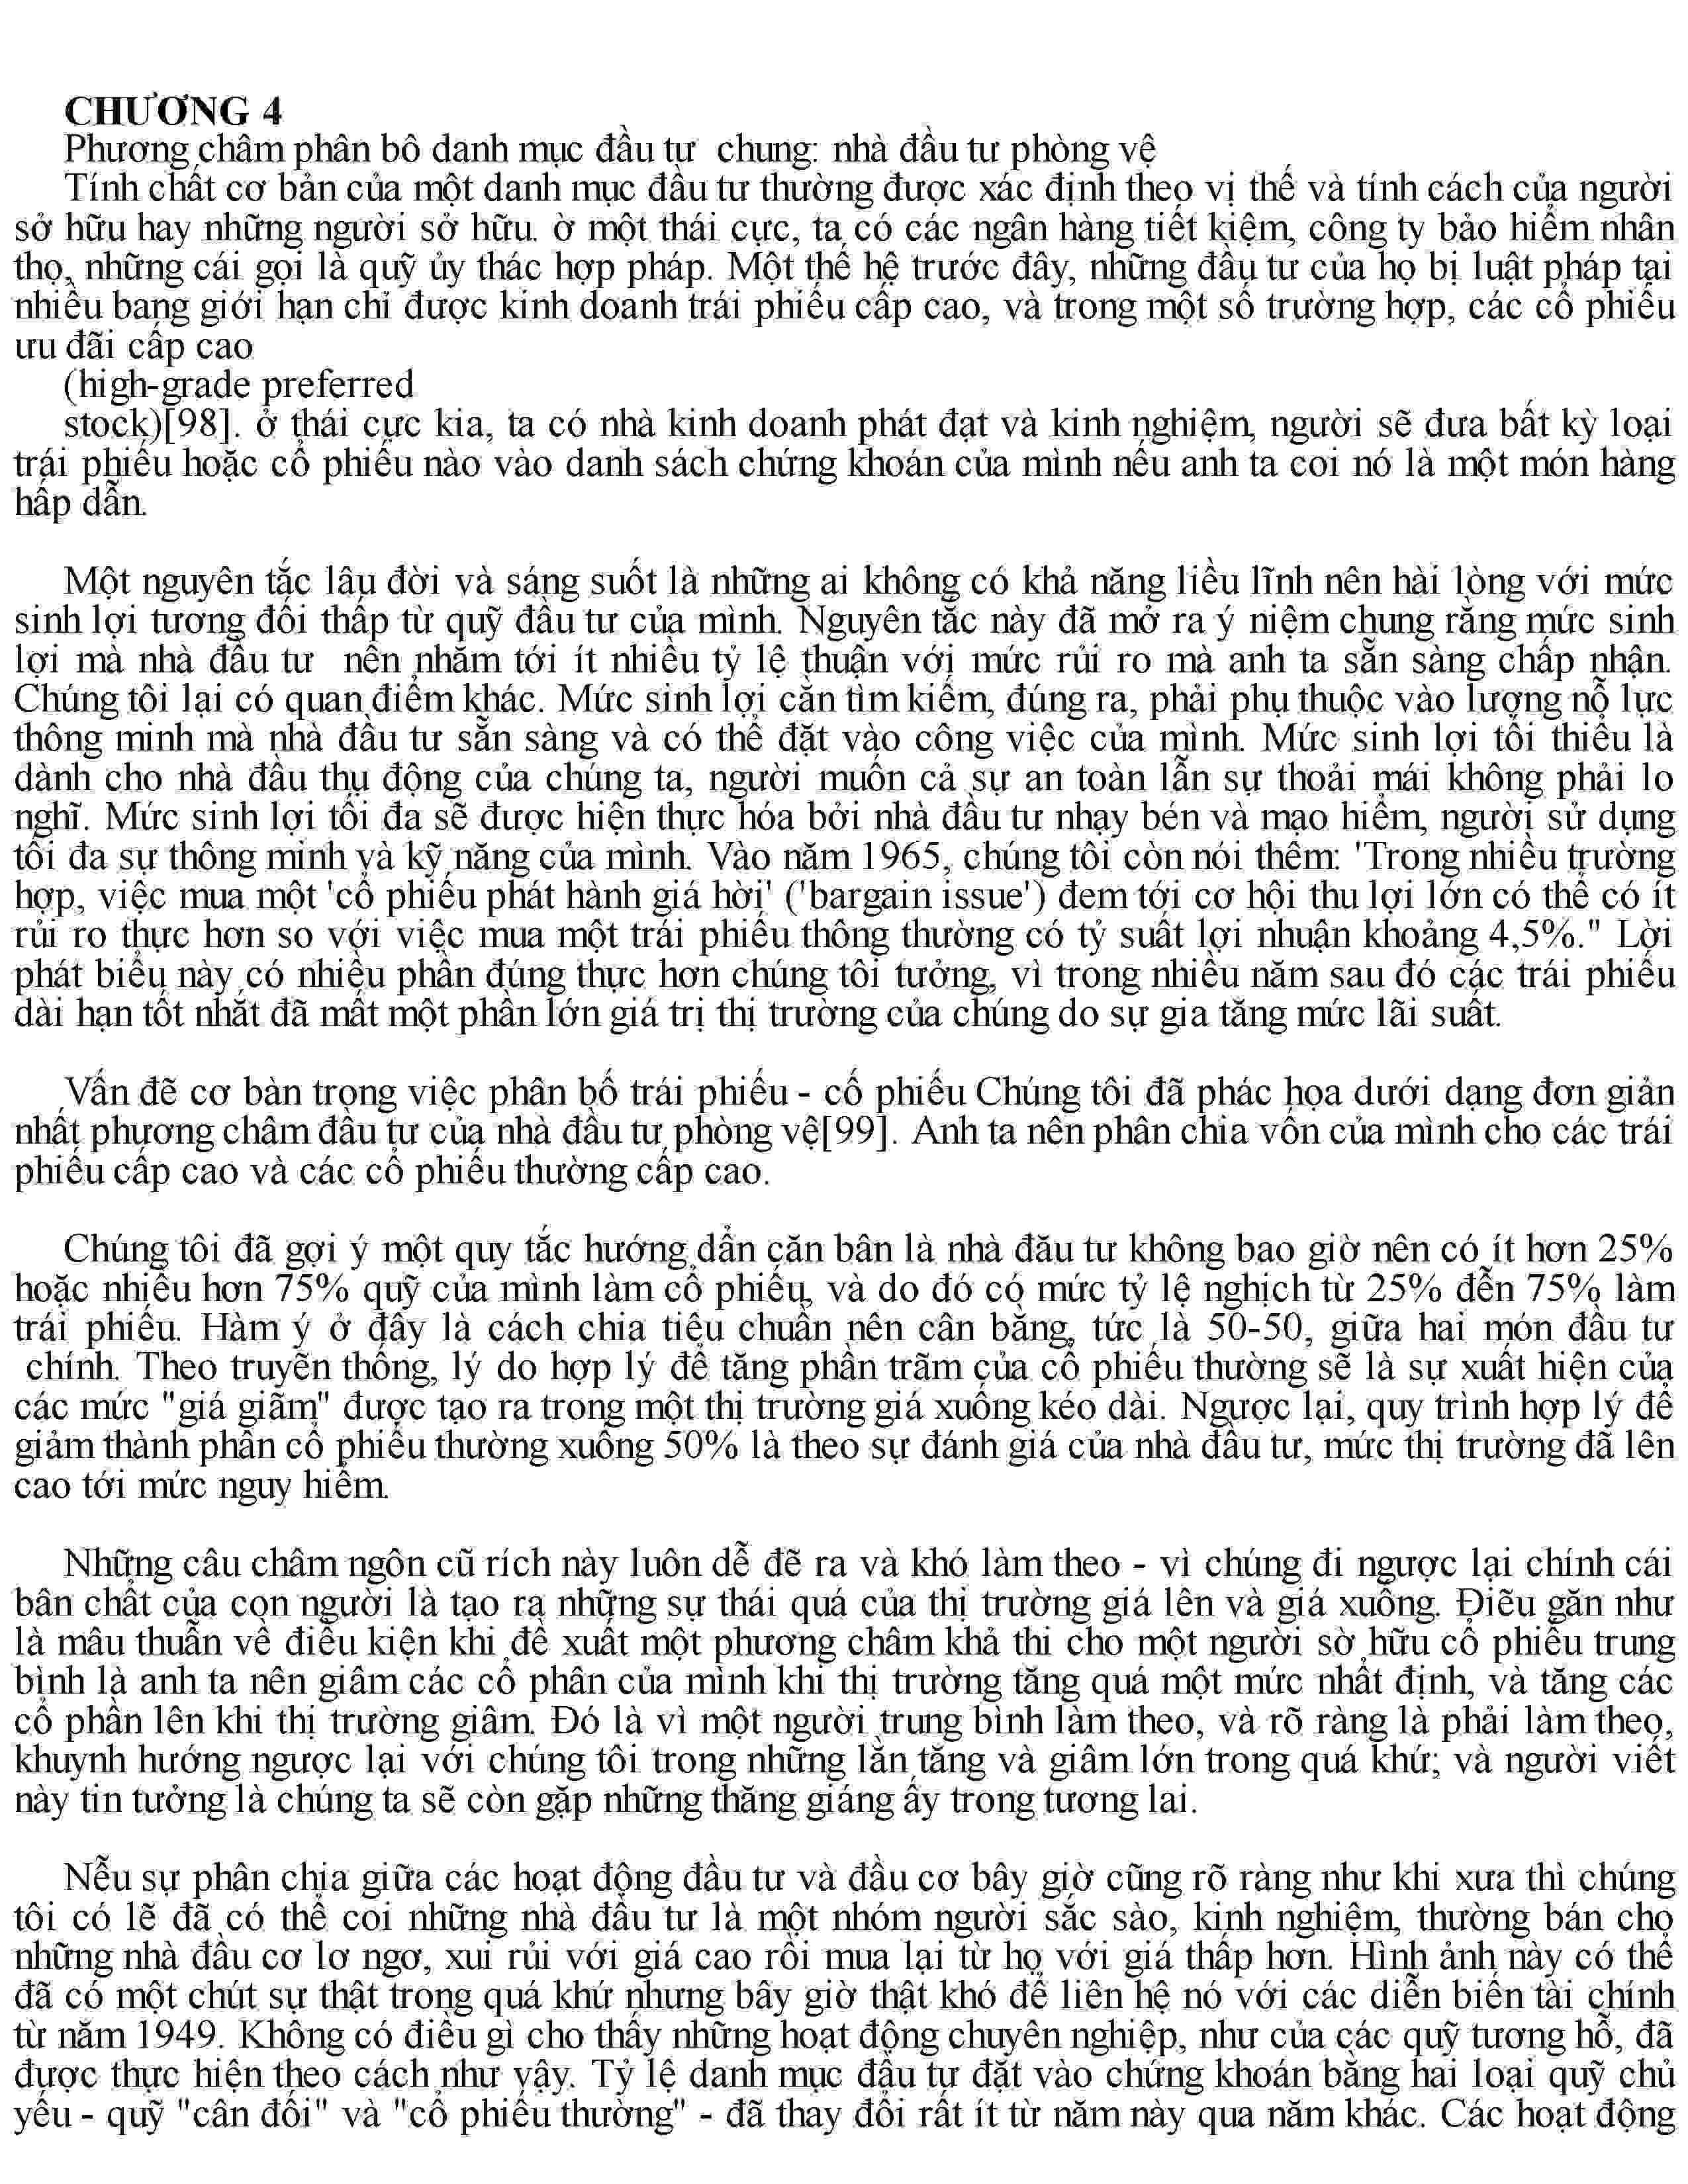 CHƯƠNG 4
Phương châm phân bô danh mục đầu tư  chung: nhà đầu tư phòng vệ
Tính chất cơ bản của một danh mục đầu tư thường được xác định theo vị thế và tính cách của người
sở hữu hay những người sở hữu. ờ một thái cực, ta có các ngân hàng tiết kiệm, công ty bảo hiểm nhân
thọ, những cái gọi là quỹ ủy thác hợp pháp. Một thế hệ trước đây, những đầu tư của họ bị luật pháp tại
nhiều bang giới hạn chỉ được kinh doanh trái phiếu cấp cao, và trong một số trường hợp, các cổ phiếu
ưu đãi cấp cao
(high-grade preferred
stock)[98]. ở thái cực kia, ta có nhà kinh doanh phát đạt và kinh nghiệm, người sẽ đưa bất kỳ loại
trái phiếu hoặc cổ phiếu nào vào danh sách chứng khoán của mình nếu anh ta coi nó là một món hàng
hấp dẫn.
Một nguyên tắc lâu đời và sáng suốt là những ai không có khả năng liều lĩnh nên hài lòng với mức
sinh lợi tương đối thấp từ quỹ đầu tư của mình. Nguyên tắc này đã mở ra ý niệm chung rằng mức sinh
lợi mà nhà đầu tư  nên nhằm tới ít nhiều tỷ lệ thuận với mức rủi ro mà anh ta sẵn sàng chấp nhận.
Chúng tôi lại có quan điểm khác. Mức sinh lợi cần tìm kiếm, đúng ra, phải phụ thuộc vào lượng nỗ lực
thông minh mà nhà đầu tư sẵn sàng và có thể đặt vào công việc của mình. Mức sinh lợi tối thiểu là
dành cho nhà đầu thụ động của chúng ta, người muốn cả sự an toàn lẫn sự thoải mái không phải lo
nghĩ. Mức sinh lợi tối đa sẽ được hiện thực hóa bởi nhà đầu tư nhạy bén và mạo hiểm, người sử dụng
tối đa sự thông minh và kỹ năng của mình. Vào năm 1965, chúng tôi còn nói thêm: 'Trong nhiều trường
hợp, việc mua một 'cổ phiếu phát hành giá hời' ('bargain issue') đem tới cơ hội thu lợi lớn có thể có ít
rủi ro thực hơn so với việc mua một trái phiếu thông thường có tỷ suất lợi nhuận khoảng 4,5%." Lời
phát biểu này có nhiều phần đúng thực hơn chúng tôi tưởng, vì trong nhiều năm sau đó các trái phiếu
dài hạn tốt nhất đã mất một phần lớn giá trị thị trường của chúng do sự gia tăng mức lãi suất.
Vấn đẽ cơ bàn trong việc phân bố trái phiếu - cố phiếu Chúng tôi đã phác họa dưới dạng đơn giản
nhất phương châm đầu tư của nhà đầu tư phòng vệ[99]. Anh ta nên phân chia vốn của mình cho các trái
phiếu cấp cao và các cổ phiếu thường cấp cao.
Chúng tôi đã gợi ý một quy tắc hướng dẩn căn bân là nhà đău tư không bao giờ nên có ít hơn 25%
hoặc nhiều hơn 75% quỹ của mình làm cổ phiếu, và do đó có mức tỷ lệ nghịch từ 25% đễn 75% làm
trái phiếu. Hàm ý ở đây là cách chia tiêu chuẩn nên cân bằng, tức là 50-50, giữa hai món đầu tư
chính. Theo truyẽn thống, lý do hợp lý để tăng phần trãm của cổ phiếu thường sẽ là sự xuất hiện của
các mức "giá giãm" được tạo ra trong một thị trường giá xuống kéo dài. Ngược lại, quy trình hợp lý để
giảm thành phần cổ phiếu thường xuống 50% là theo sự đánh giá của nhà đầu tư, mức thị trường đã lên
cao tới mức nguy hiểm.
Những câu châm ngôn cũ rích này luôn dễ đẽ ra và khó làm theo - vì chúng đi ngược lại chính cái
bân chất của con người là tạo ra những sự thái quá của thị trường giá lên và giá xuống. Điẽu găn như
là mâu thuẫn về điều kiện khi đề xuất một phương châm khả thi cho một người sờ hữu cổ phiếu trung
bình là anh ta nên giâm các cổ phân của mình khi thị trường tăng quá một mức nhất định, và tăng các
cổ phần lên khi thị trường giâm. Đó là vì một người trung bình làm theo, và rõ ràng là phải làm theo,
khuynh hướng ngược lại với chúng tôi trong những lần tăng và giâm lớn trong quá khứ; và người viết
này tin tưởng là chúng ta sẽ còn gặp những thăng giáng ấy trong tương lai.
Nễu sự phân chia giữa các hoạt động đầu tư và đầu cơ bây giờ cũng rõ ràng như khi xưa thì chúng
tôi có lẽ đã có thể coi những nhà đầu tư là một nhóm người sắc sào, kinh nghiệm, thường bán cho
những nhà đầu cơ lơ ngơ, xui rủi với giá cao rồi mua lại từ họ với giá thấp hơn. Hình ảnh này có thể
đã có một chút sự thật trong quá khứ nhưng bây giờ thật khó để liên hệ nó với các diễn biến tài chính
từ năm 1949. Không có điều gì cho thấy những hoạt động chuyên nghiệp, như của các quỹ tương hỗ, đã
được thực hiện theo cách như vậy. Tỷ lệ danh mục đầu tư đặt vào chứng khoán bằng hai loại quỹ chủ
yếu - quỹ "cân đối" và "cổ phiếu thường" - đã thay đổi rất ít từ năm này qua năm khác. Các hoạt động